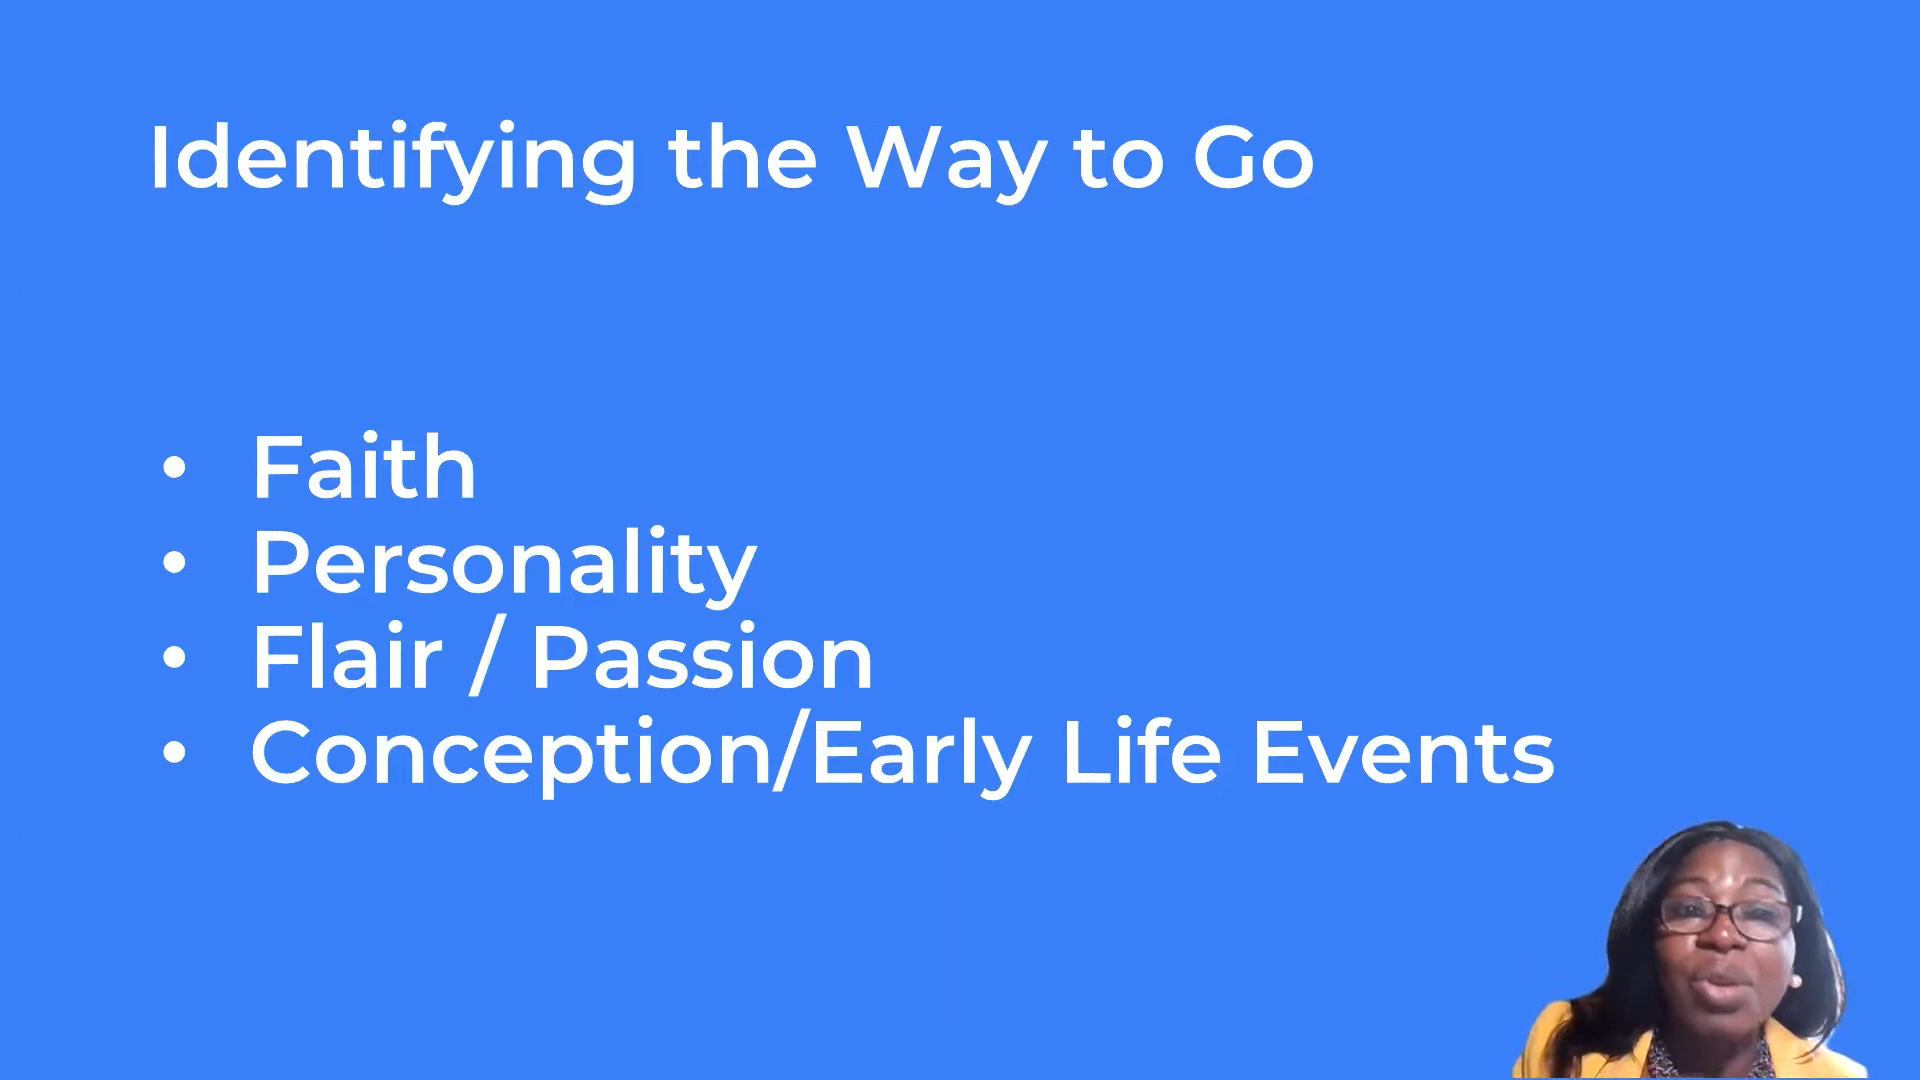 Identifying the Way to Go
• Faith
• Personality
• Flair / Passion
• Conception/Early Life Events